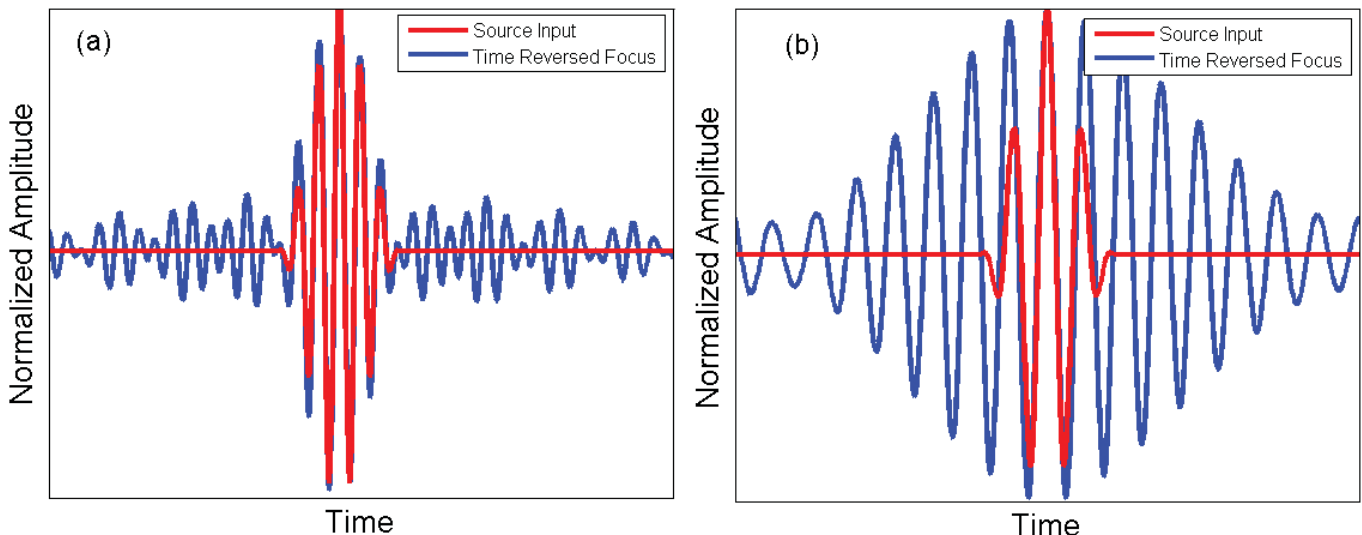 (a)
Source Input
Time Reversed Focus
Normalized Amplitude
Time
(b)
Source Input
Time Reversed Focus
Normalized Amplitude
Time